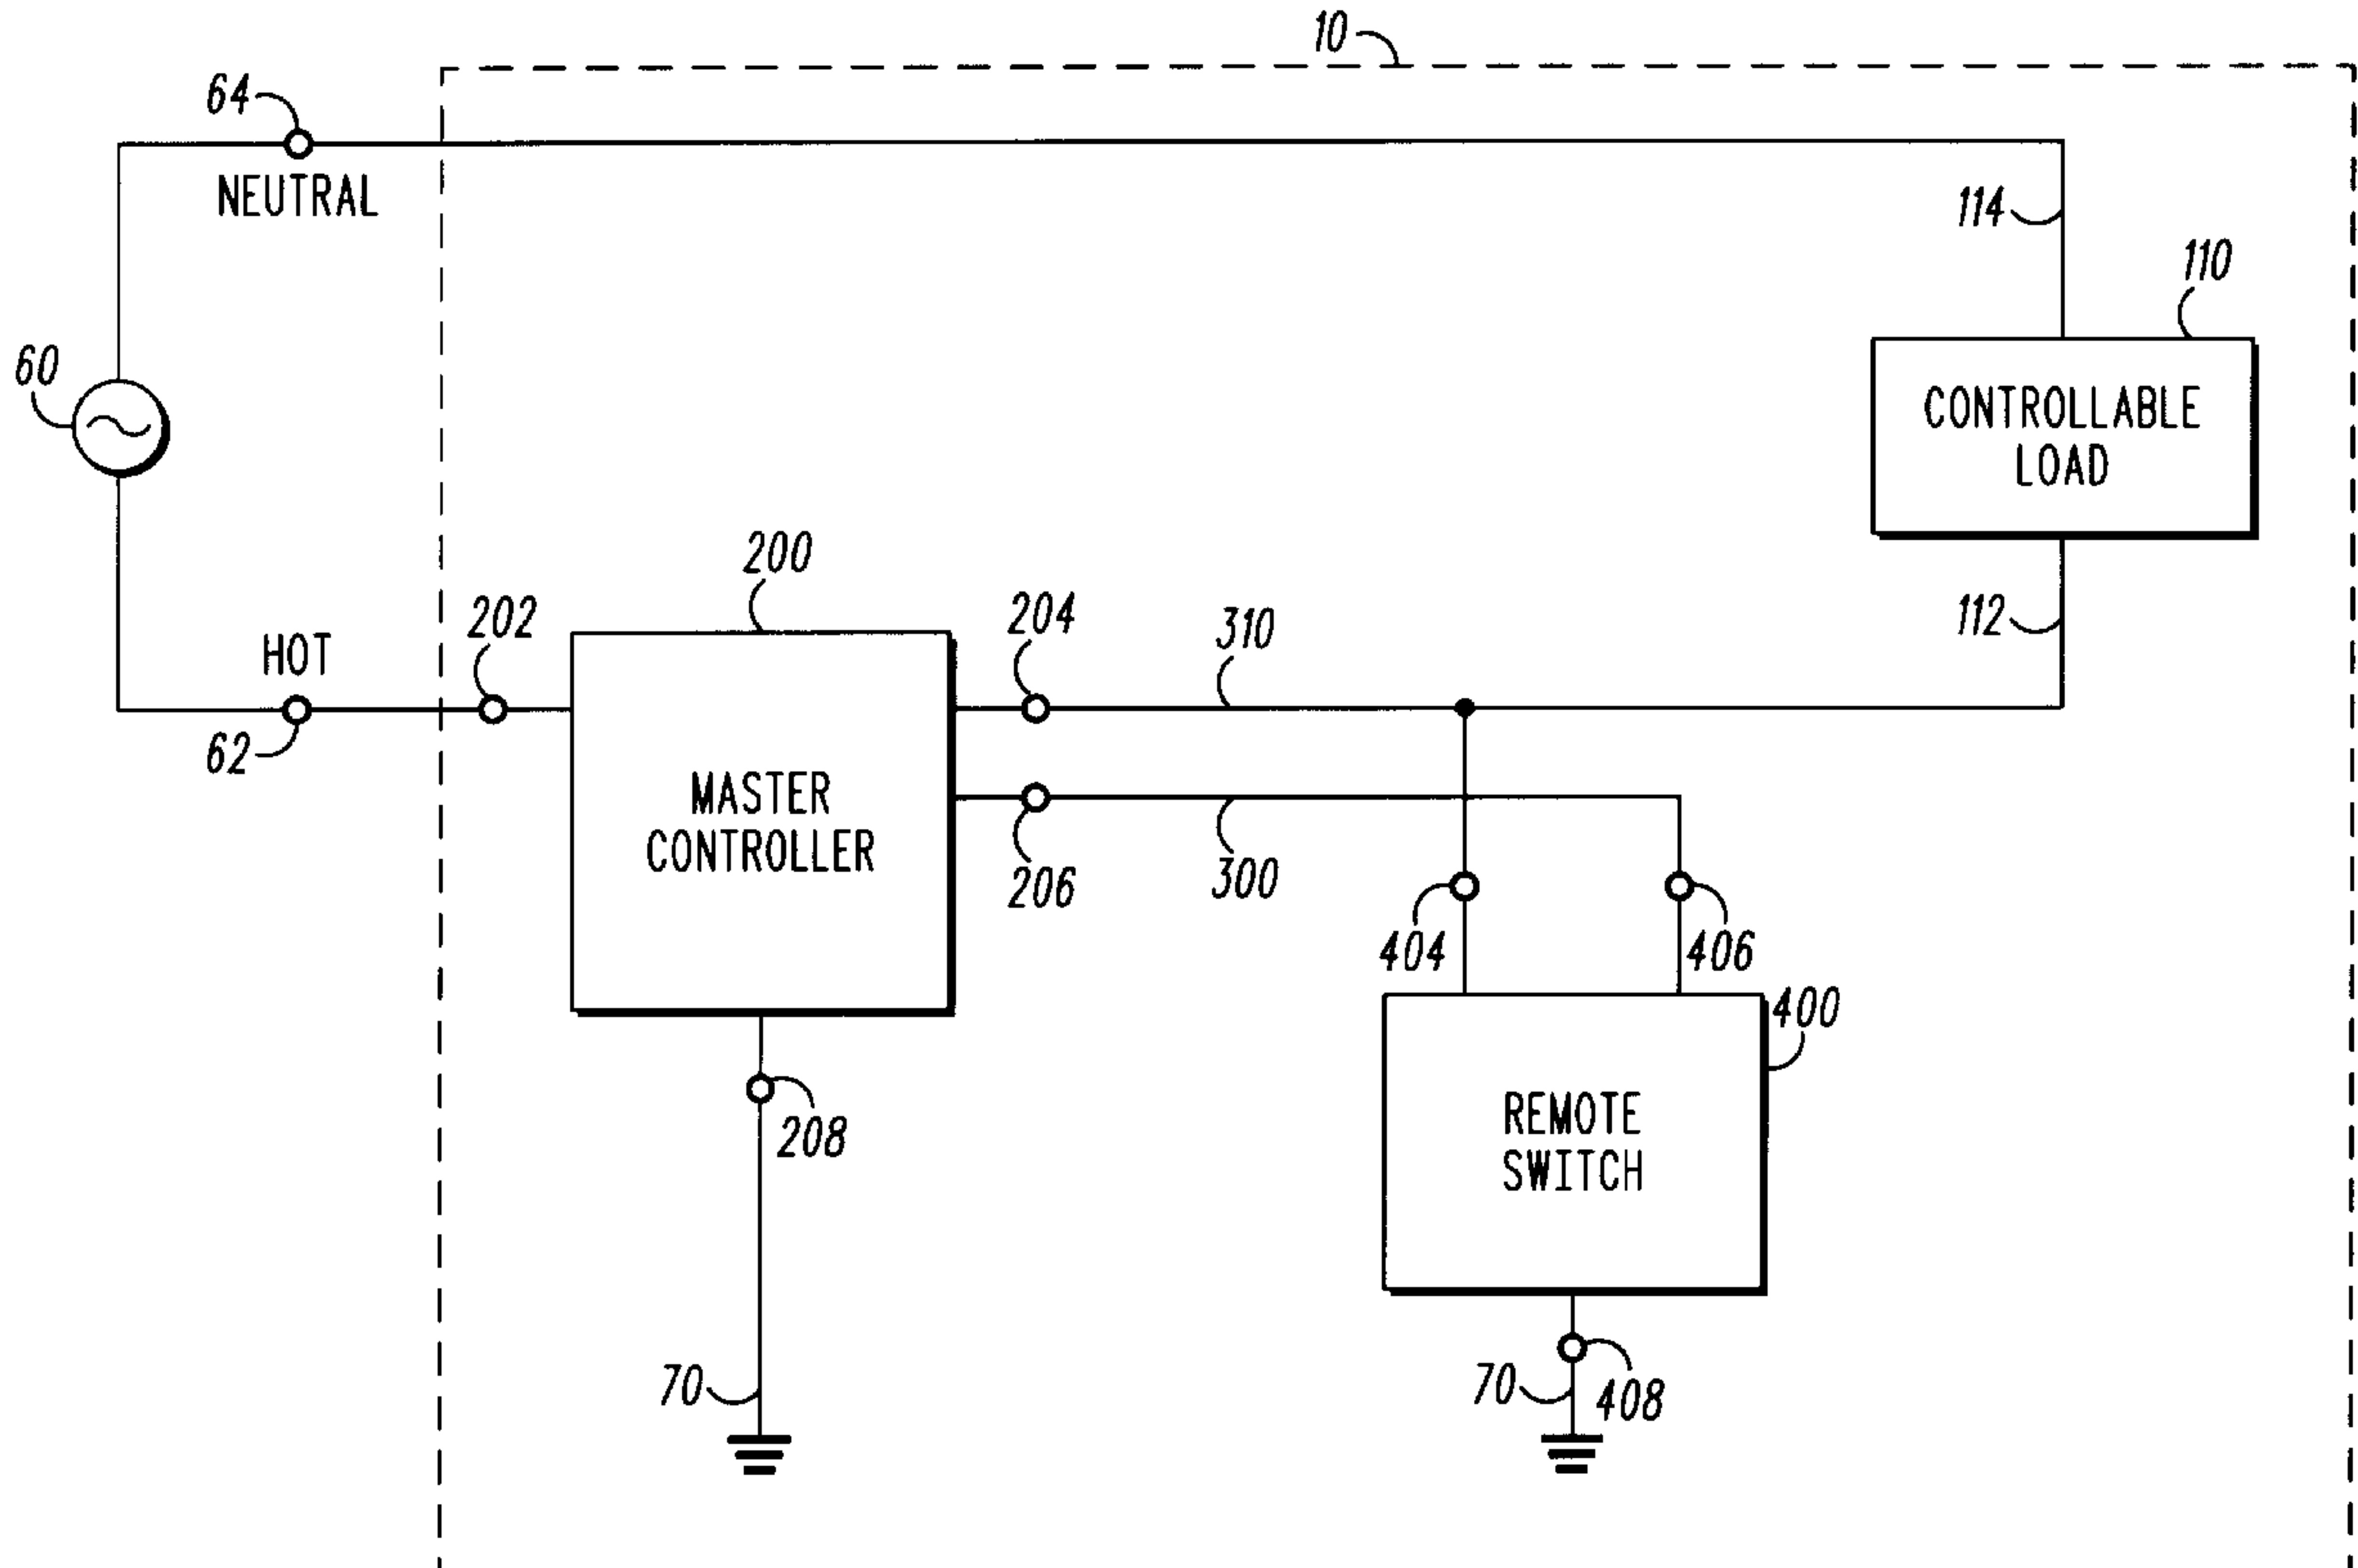 10
64
NEUTRAL
114
110
60
CONTROLLABLE
LOAD
200
202
204
310
112
HOT
62
MASTER
CONTROLLER
206
300
404
406
400
208
REMOTE
SWITCH
70
70
408